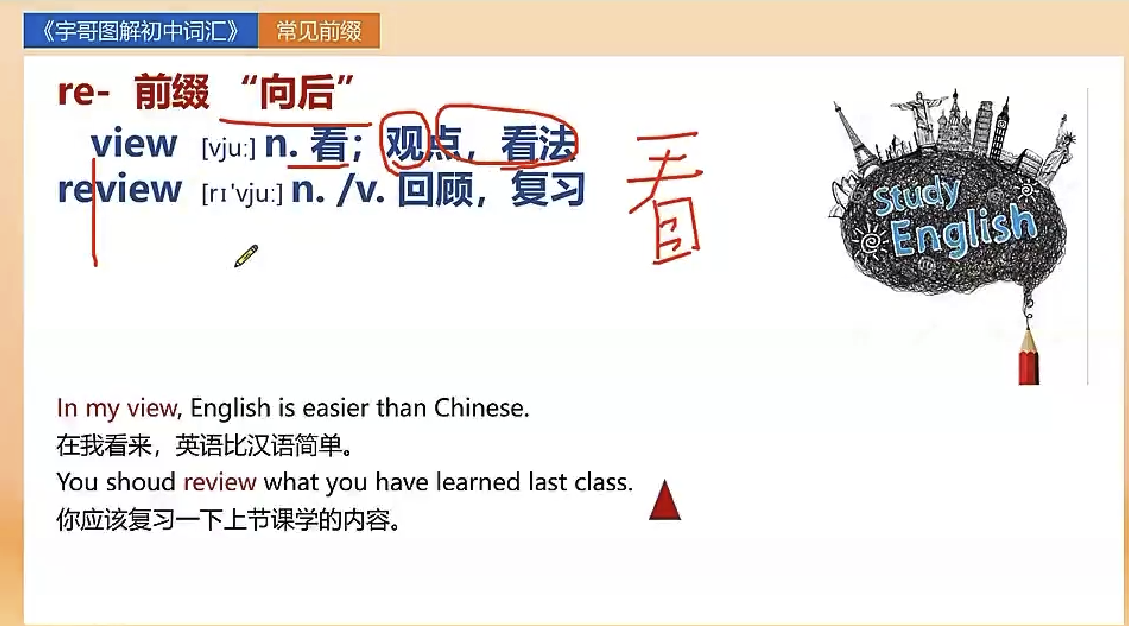 《宇哥图解初中词汇》 常见前缀
re- 前缀 “向后”
view [vjuː] n. 看；观点，看法
review [rɪˈvjuː] n. /v. 回顾，复习
看
Study
English
In my view, English is easier than Chinese.
在我看来，英语比汉语简单。
You shoud review what you have learned last class.
你应该复习一下上节课学的内容。